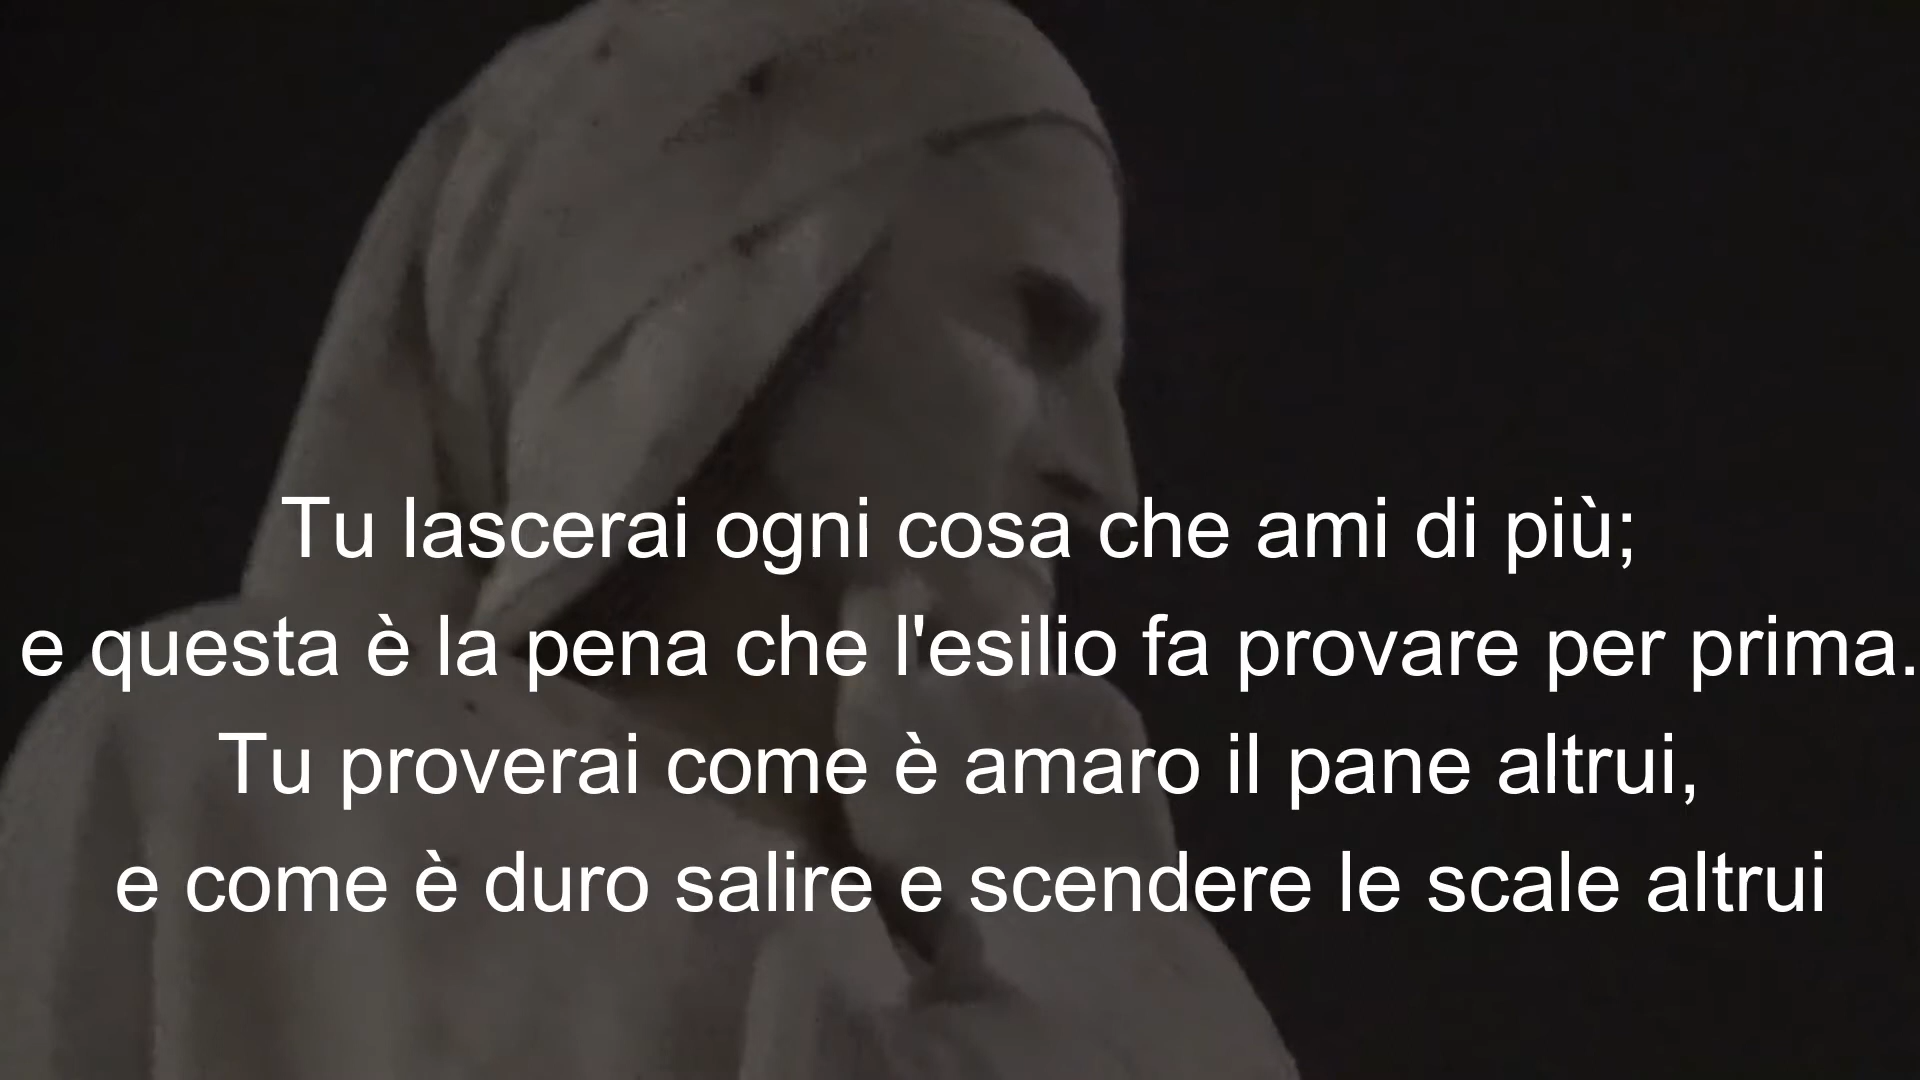 Tu lascerai ogni cosa che ami di più;
e questa è la pena che l'esilio fa provare per prima.
Tu proverai come è amaro il pane altrui,
e come è duro salire e scendere le scale altrui